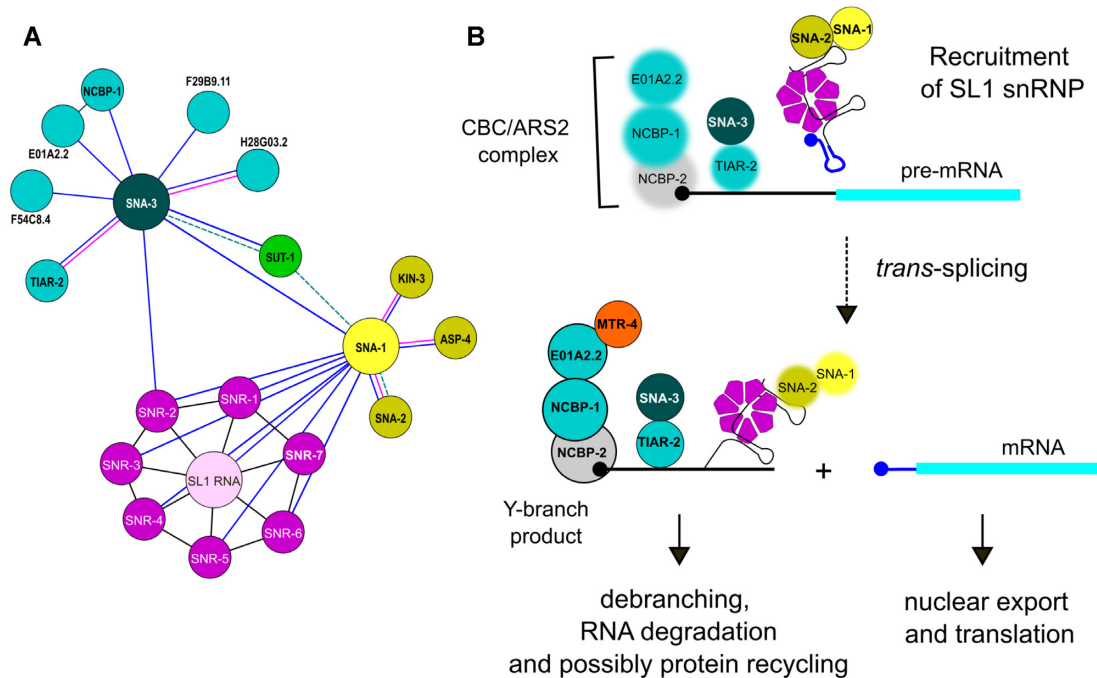 A
NCBP-1
F29B9.11
E01A2.2
H28G03.2
F54C8.4
SNA-3
TIAR-2
SUT-1
KIN-3
ASP-4
SNA-1
SNA-2
SNR-2
SNR-1
SNR-3
SNR-7
SL1 RNA
SNR-4
SNR-6
SNR-5
B
SNA-2
SNA-1
Recruitment
of SL1 snRNP
E01A2.2
CBC/ARS2
complex
NCBP-1
SNA-3
TIAR-2
NCBP-2
pre-mRNA
trans-splicing
MTR-4
E01A2.2
SNA-2
SNA-1
NCBP-1
SNA-3
TIAR-2
NCBP-2
mRNA
+
Y-branch
product
debranching,
RNA degradation
and possibly protein recycling
nuclear export
and translation